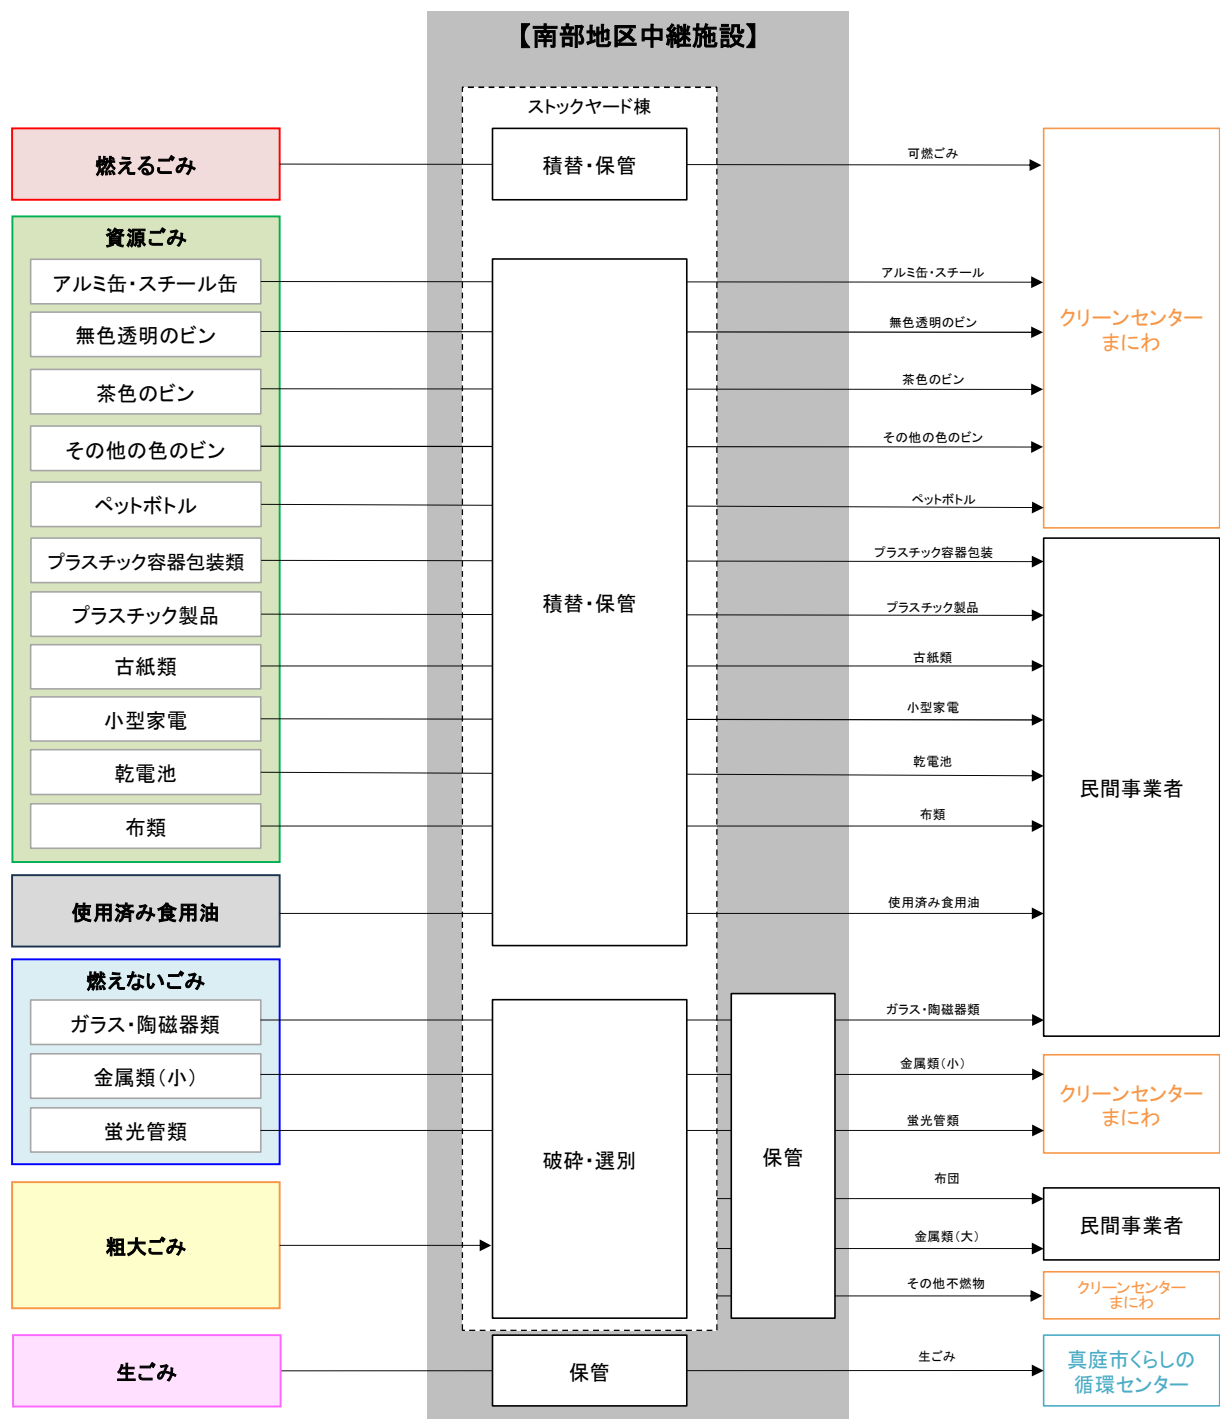 【南部地区中継施設】
ストックヤード棟
燃えるごみ
積替・保管
可燃ごみ
資源ごみ
アルミ缶・スチール缶
無色透明のビン
茶色のビン
その他の色のビン
ペットボトル
プラスチック容器包装類
プラスチック製品
古紙類
小型家電
乾電池
布類
使用済み食用油
積替・保管
アルミ缶・スチール
無色透明のビン
茶色のビン
その他の色のビン
ペットボトル
プラスチック容器包装
プラスチック製品
古紙類
小型家電
乾電池
布類
使用済み食用油
クリーンセンター
まにわ
民間事業者
燃えないごみ
ガラス・陶磁器類
金属類(小)
蛍光管類
粗大ごみ
破砕・選別
保管
ガラス・陶磁器類
金属類(小)
蛍光管類
布団
金属類(大)
その他不燃物
クリーンセンター
まにわ
民間事業者
クリーンセンター
まにわ
生ごみ
保管
生ごみ
真庭市くらしの
循環センター